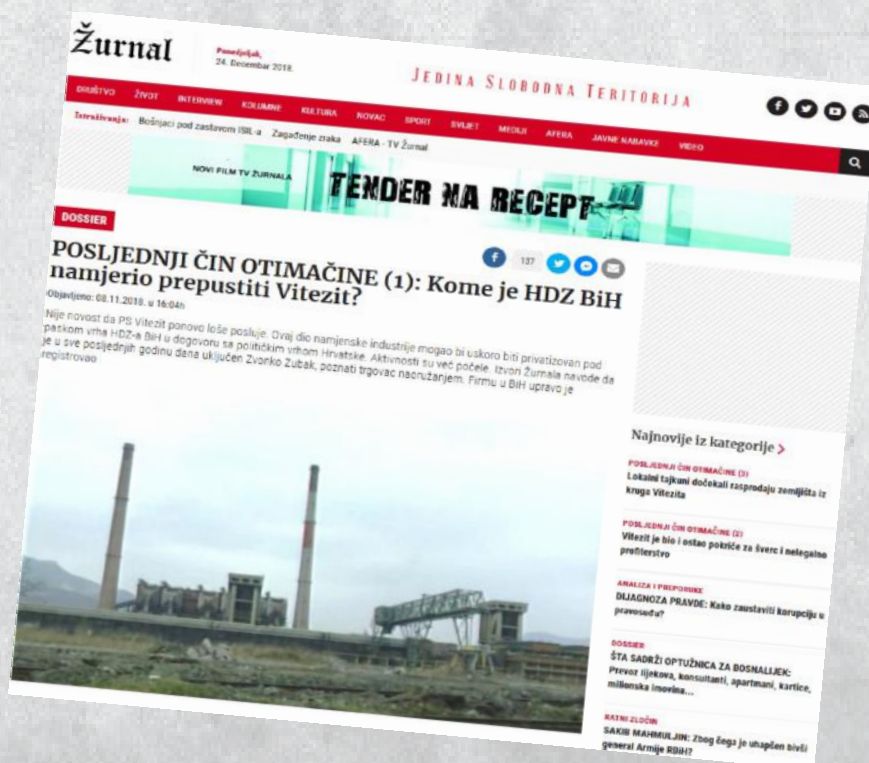 Žurnal
Ponedjeljak,
24. Decembar 2018.
JEDINA SLOBODNA TERITORIJA
DRUŠTVO ŽIVOT INTERVIEW KOLUMNE KULTURA NOVAC SPORT SVIJET MEDIJI AFERA JAVNE NABAVKE VIDEO
Istraživanja: Bošnjaci pod zastavom ISIL-a Zagađenje zraka AFERA - TV Žurnal
NOVI FILM TV ŽURNALA TENDER NA RECEPT
DOSSIER
137
POSLJEDNJI ČIN OTIMAČINE (1): Kome je HDZ BiH
namjerio prepustiti Vitezit?
Objavljeno: 08.11.2018. u 16:04h
Nije novost da PS Vitezit ponovo loše posluje. Ovaj dio namjenske industrije mogao bi uskoro biti privatizovan pod
paskom vrha HDZ-a BiH u dogovoru sa političkim vrhom Hrvatske. Aktivnosti su već počele. Izvori Žurnala navode da
je u sve posljednjih godinu dana uključen Zvonko Zubak, poznati trgovac naoružanjem. Firmu u BiH upravo je
registrovao
Najnovije iz kategorije >
POSLJEDNJI ČIN OTIMAČINE (3)
Lokalni tajkuni dočekali rasprodaju zemljišta iz
kruga Vitezita
POSLJEDNJI ČIN OTIMAČINE (2)
Vitezit je bio i ostao pokriće za šverc i nelegalno
profiterstvo
ANALIZA I PREPORUKE
DIJAGNOZA PRAVDE: Kako zaustaviti korupciju u
pravosuđu?
DOSSIER
ŠTA SADRŽI OPTUŽNICA ZA BOSNALIJEK:
Prevoz lijekova, konsultanti, apartmani, kartice,
milionska imovina...
RATNI ZLOČIN
SAKIB MAHMULJIN: Zbog čega je uhapšen bivši
general Armije RBiH?